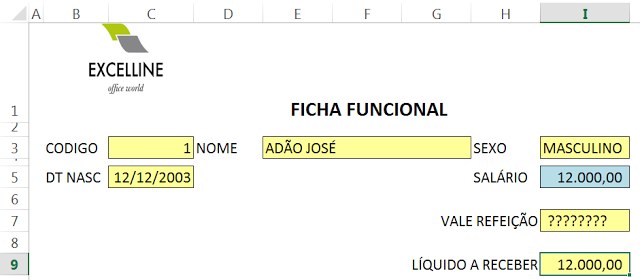 A B C D E F G H I
EXCELLINE
office world
1 FICHA FUNCIONAL
2
3 CODIGO 1 NOME ADÃO JOSÉ SEXO MASCULINO
5 DT NASC 12/12/2003 SALÁRIO 12.000,00
6
7 VALE REFEIÇÃO ????????
8
9 LÍQUIDO A RECEBER 12.000,00